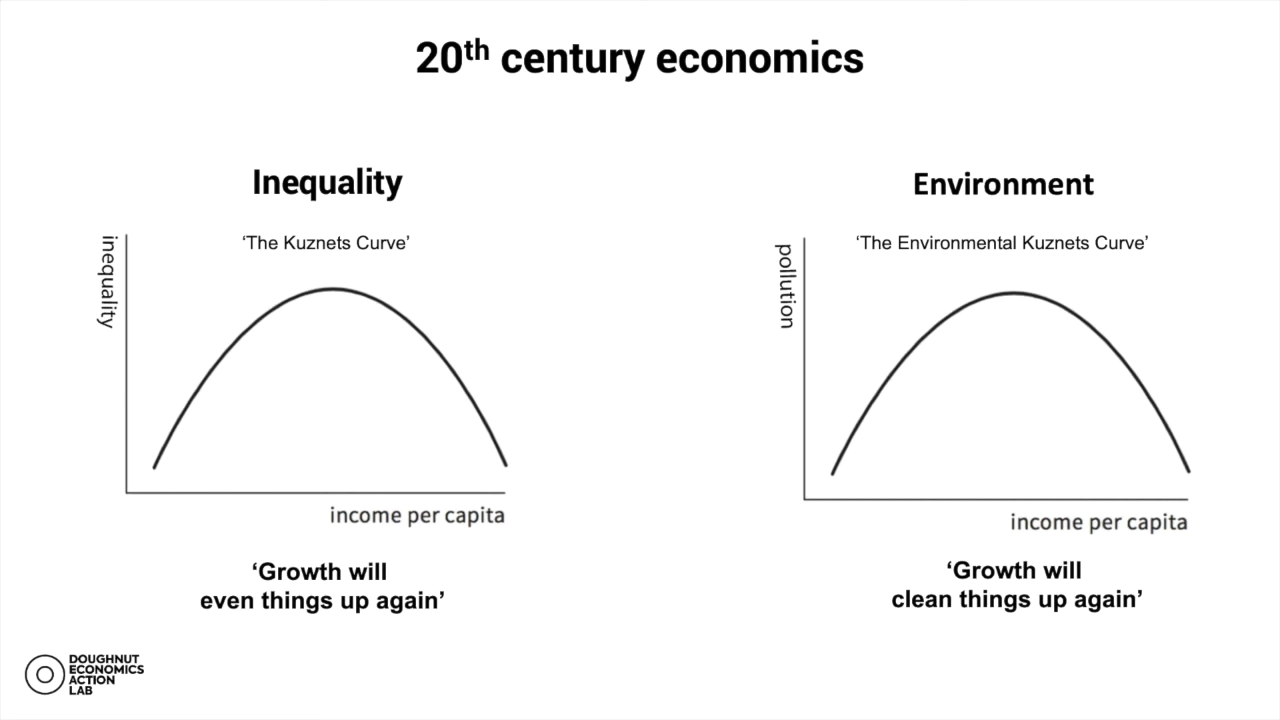 20th century economics
Inequality
‘The Kuznets Curve’
inequality
income per capita
‘Growth will
even things up again’
Environment
‘The Environmental Kuznets Curve’
pollution
income per capita
‘Growth will
clean things up again’
DOUGHNUT
ECONOMICS
ACTION
LAB